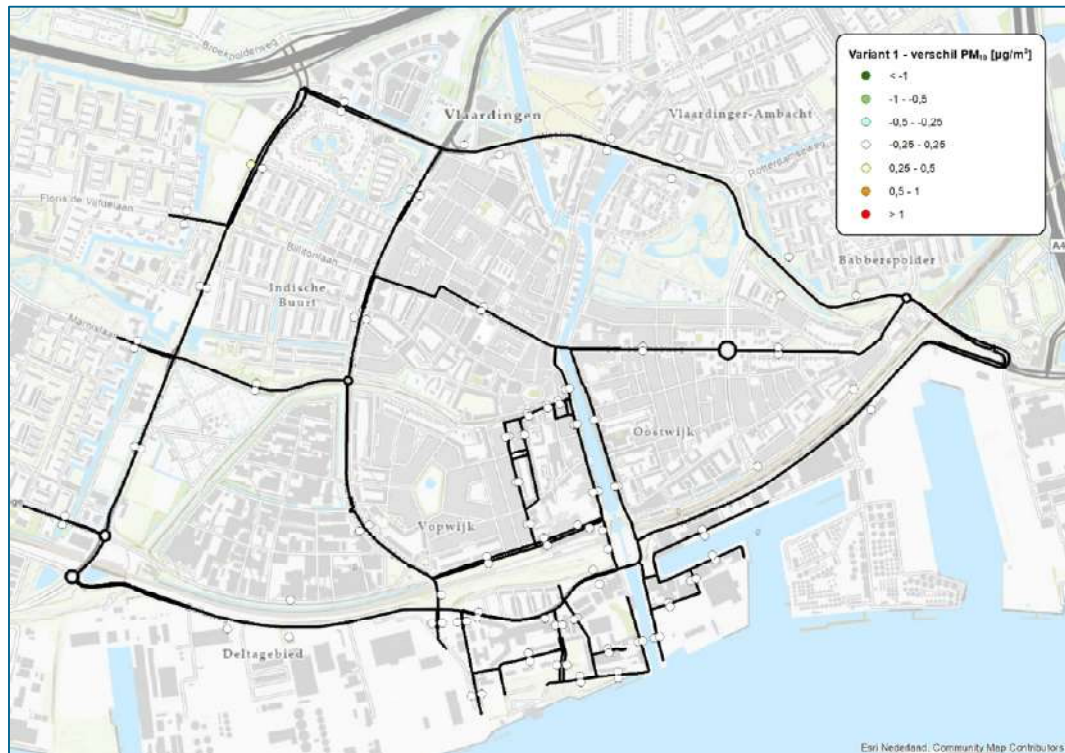 Broekpolderweg
Variant 1 - verschil PM₁₀ [µg/m³]
< -1
-1 - -0,5
-0,5 - -0,25
-0,25 - 0,25
0,25 - 0,5
0,5 - 1
> 1
Vlaardingen
Vlaardinger-Ambacht
Rotterdamseweg
Floris de Vijfdelaan
A4
Billitonlaan
Babberspolder
Indische
Buurt
Marnixlaan
Oostwijk
Vopwijk
Deltagebied
Esri Nederland, Community Map Contributors